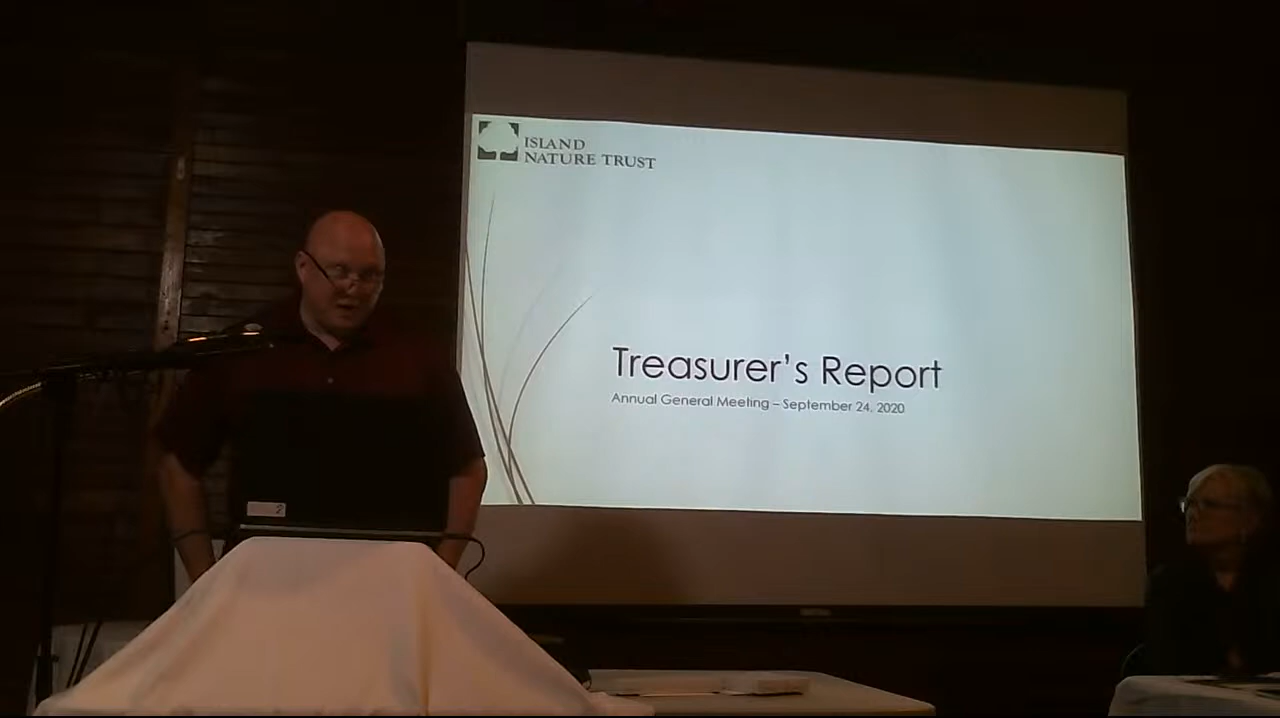 ISLAND
NATURE TRUST
Treasurer's Report
Annual General Meeting – September 24, 2020